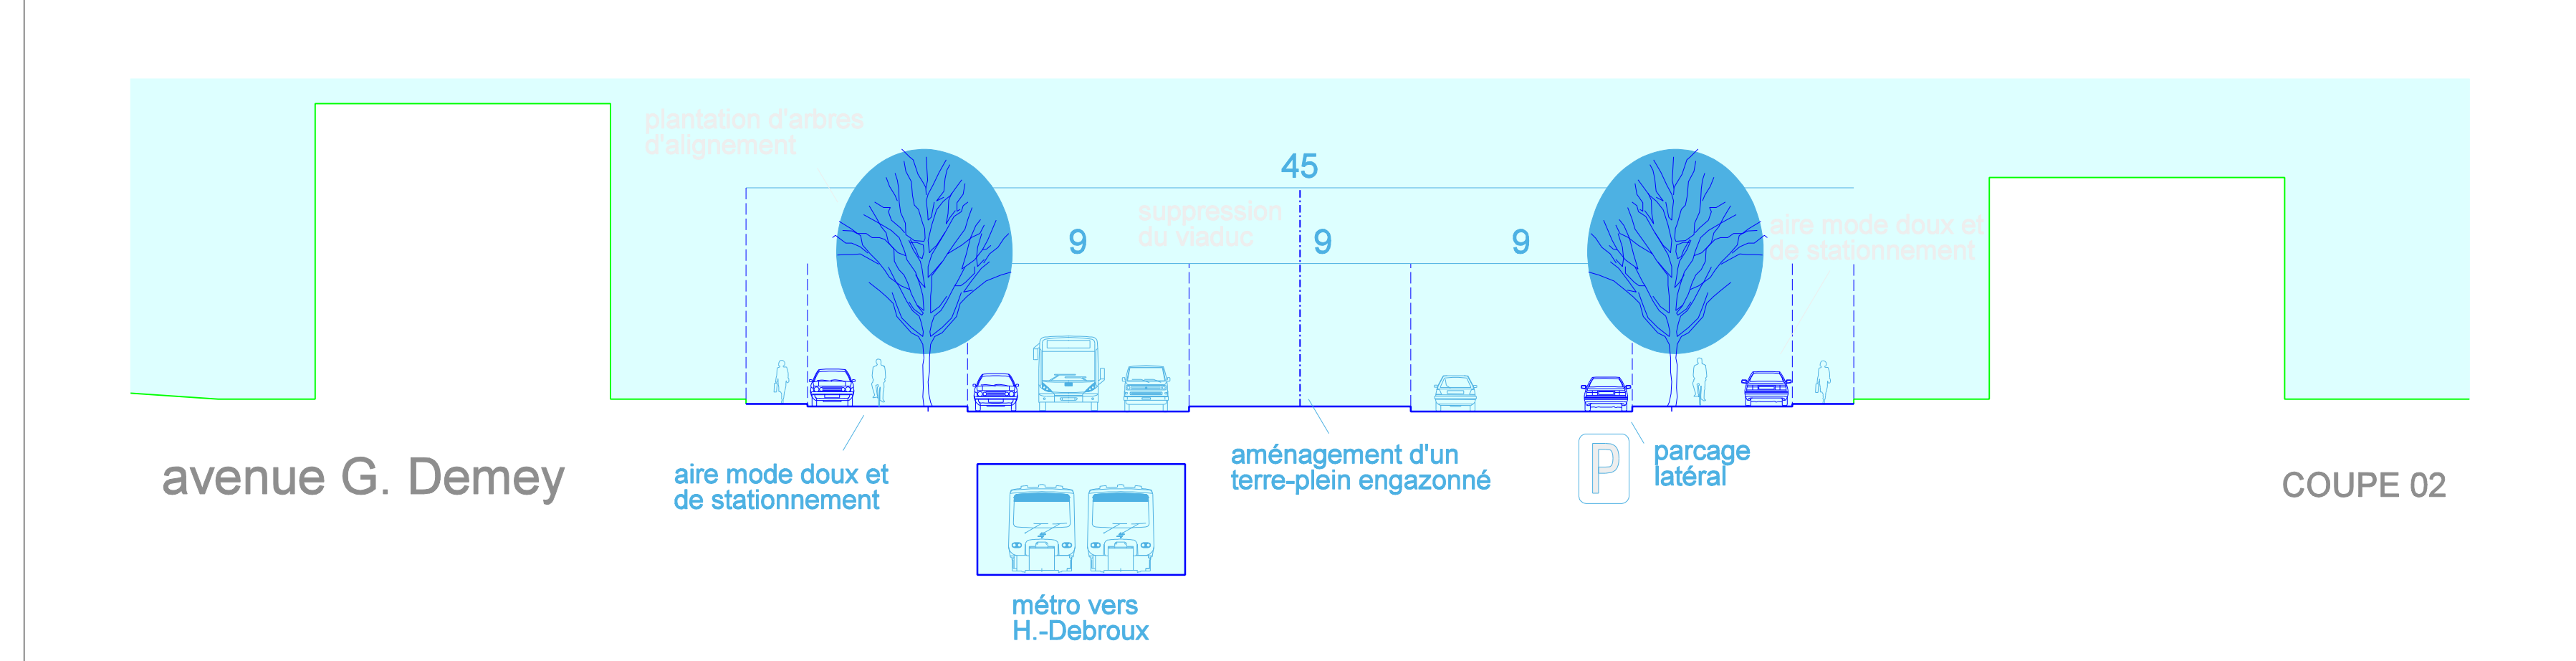 plantation d'arbres
d'alignement
45
suppression
du viaduc
9
9
9
aire mode doux et
de stationnement
avenue G. Demey
aire mode doux et
de stationnement
aménagement d'un
terre-plein engazonné
P
parcage
latéral
COUPE 02
métro vers
H.-Debroux